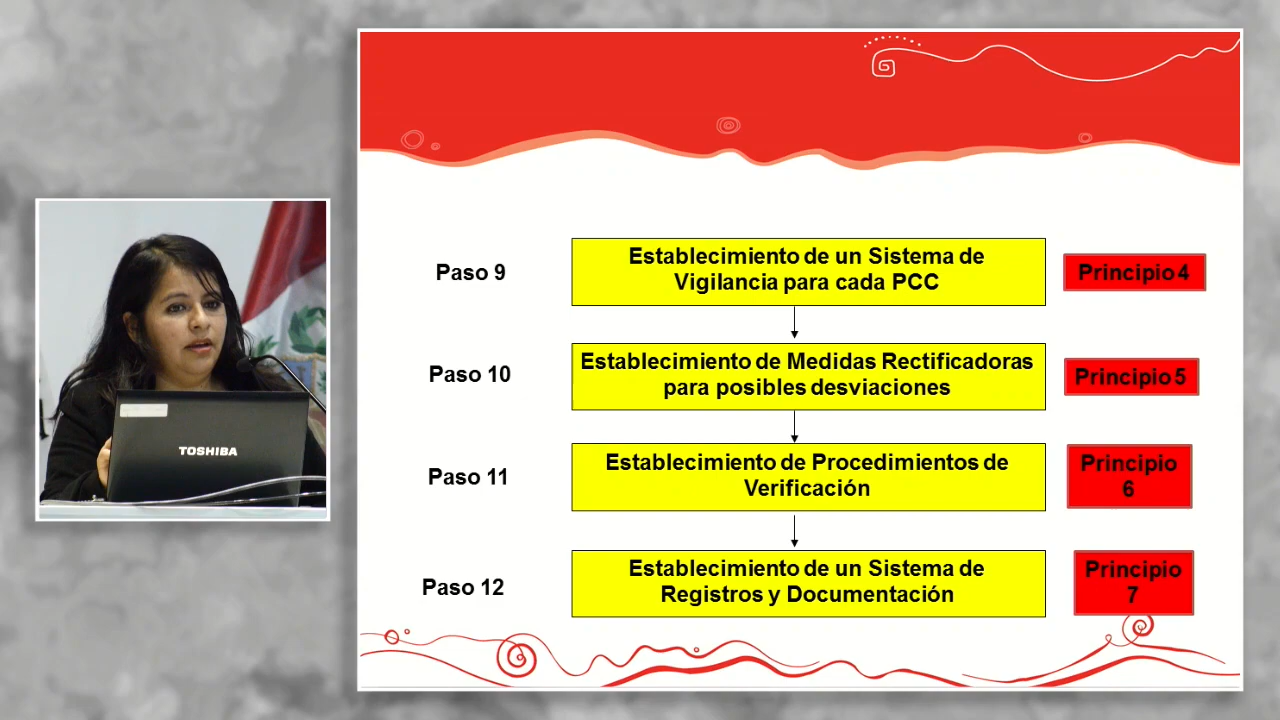 Paso 9
Establecimiento de un Sistema de
Vigilancia para cada PCC
Principio 4
Paso 10
Establecimiento de Medidas Rectificadoras
para posibles desviaciones
Principio 5
Paso 11
Establecimiento de Procedimientos de
Verificación
Principio
6
Paso 12
Establecimiento de un Sistema de
Registros y Documentación
Principio
7
TOSHIBA